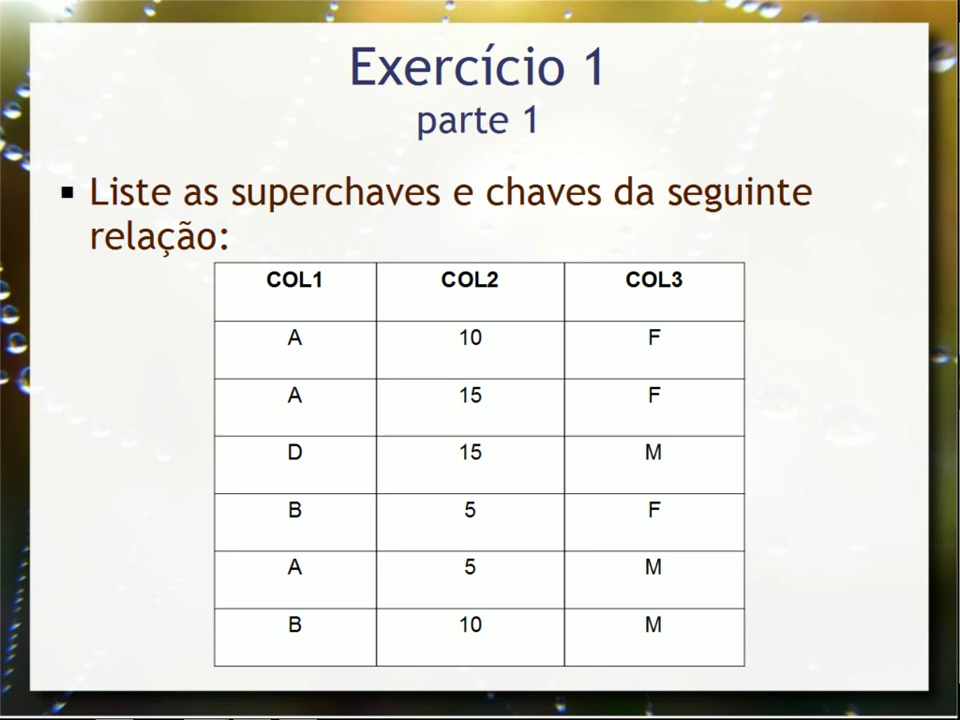 Exercício 1
parte 1
▪ Liste as superchaves e chaves da seguinte
relação:
COL1 COL2 COL3
A 10 F
A 15 F
D 15 M
B 5 F
A 5 M
B 10 M